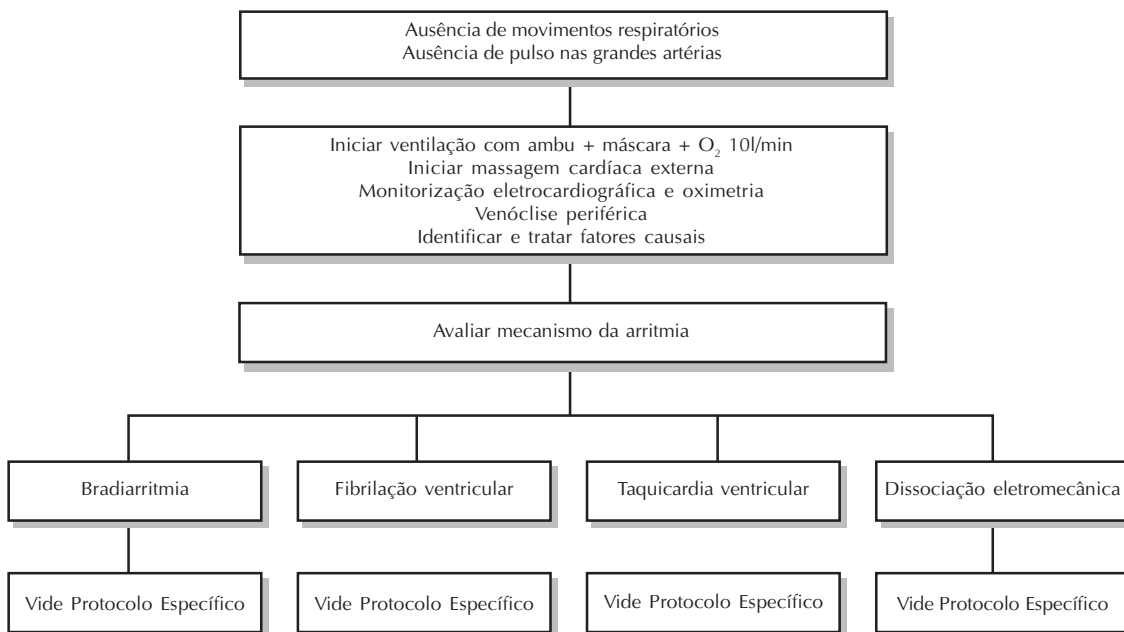 Ausência de movimentos respiratórios
Ausência de pulso nas grandes artérias
Iniciar ventilação com ambu + máscara + O₂ 10l/min
Iniciar massagem cardíaca externa
Monitorização eletrocardiográfica e oximetria
Venóclise periférica
Identificar e tratar fatores causais
Avaliar mecanismo da arritmia
Bradiarritmia
Fibrilação ventricular
Taquicardia ventricular
Dissociação eletromecânica
Vide Protocolo Específico
Vide Protocolo Específico
Vide Protocolo Específico
Vide Protocolo Específico